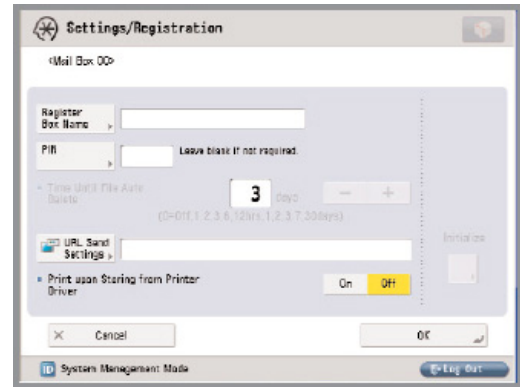 Settings/Registration
<Mail Box 00>
Register
Box Name
PIN
Leave blank if not required.
Time Until File Auto
Delete
3 days
- +
(0=Off,1,2,3,6,12hrs,1,2,3,7,30days)
Initialize
URL Send
Settings
Print upon Storing from Printer
Driver
On Off
Cancel
OK
System Management Mode
Log Out